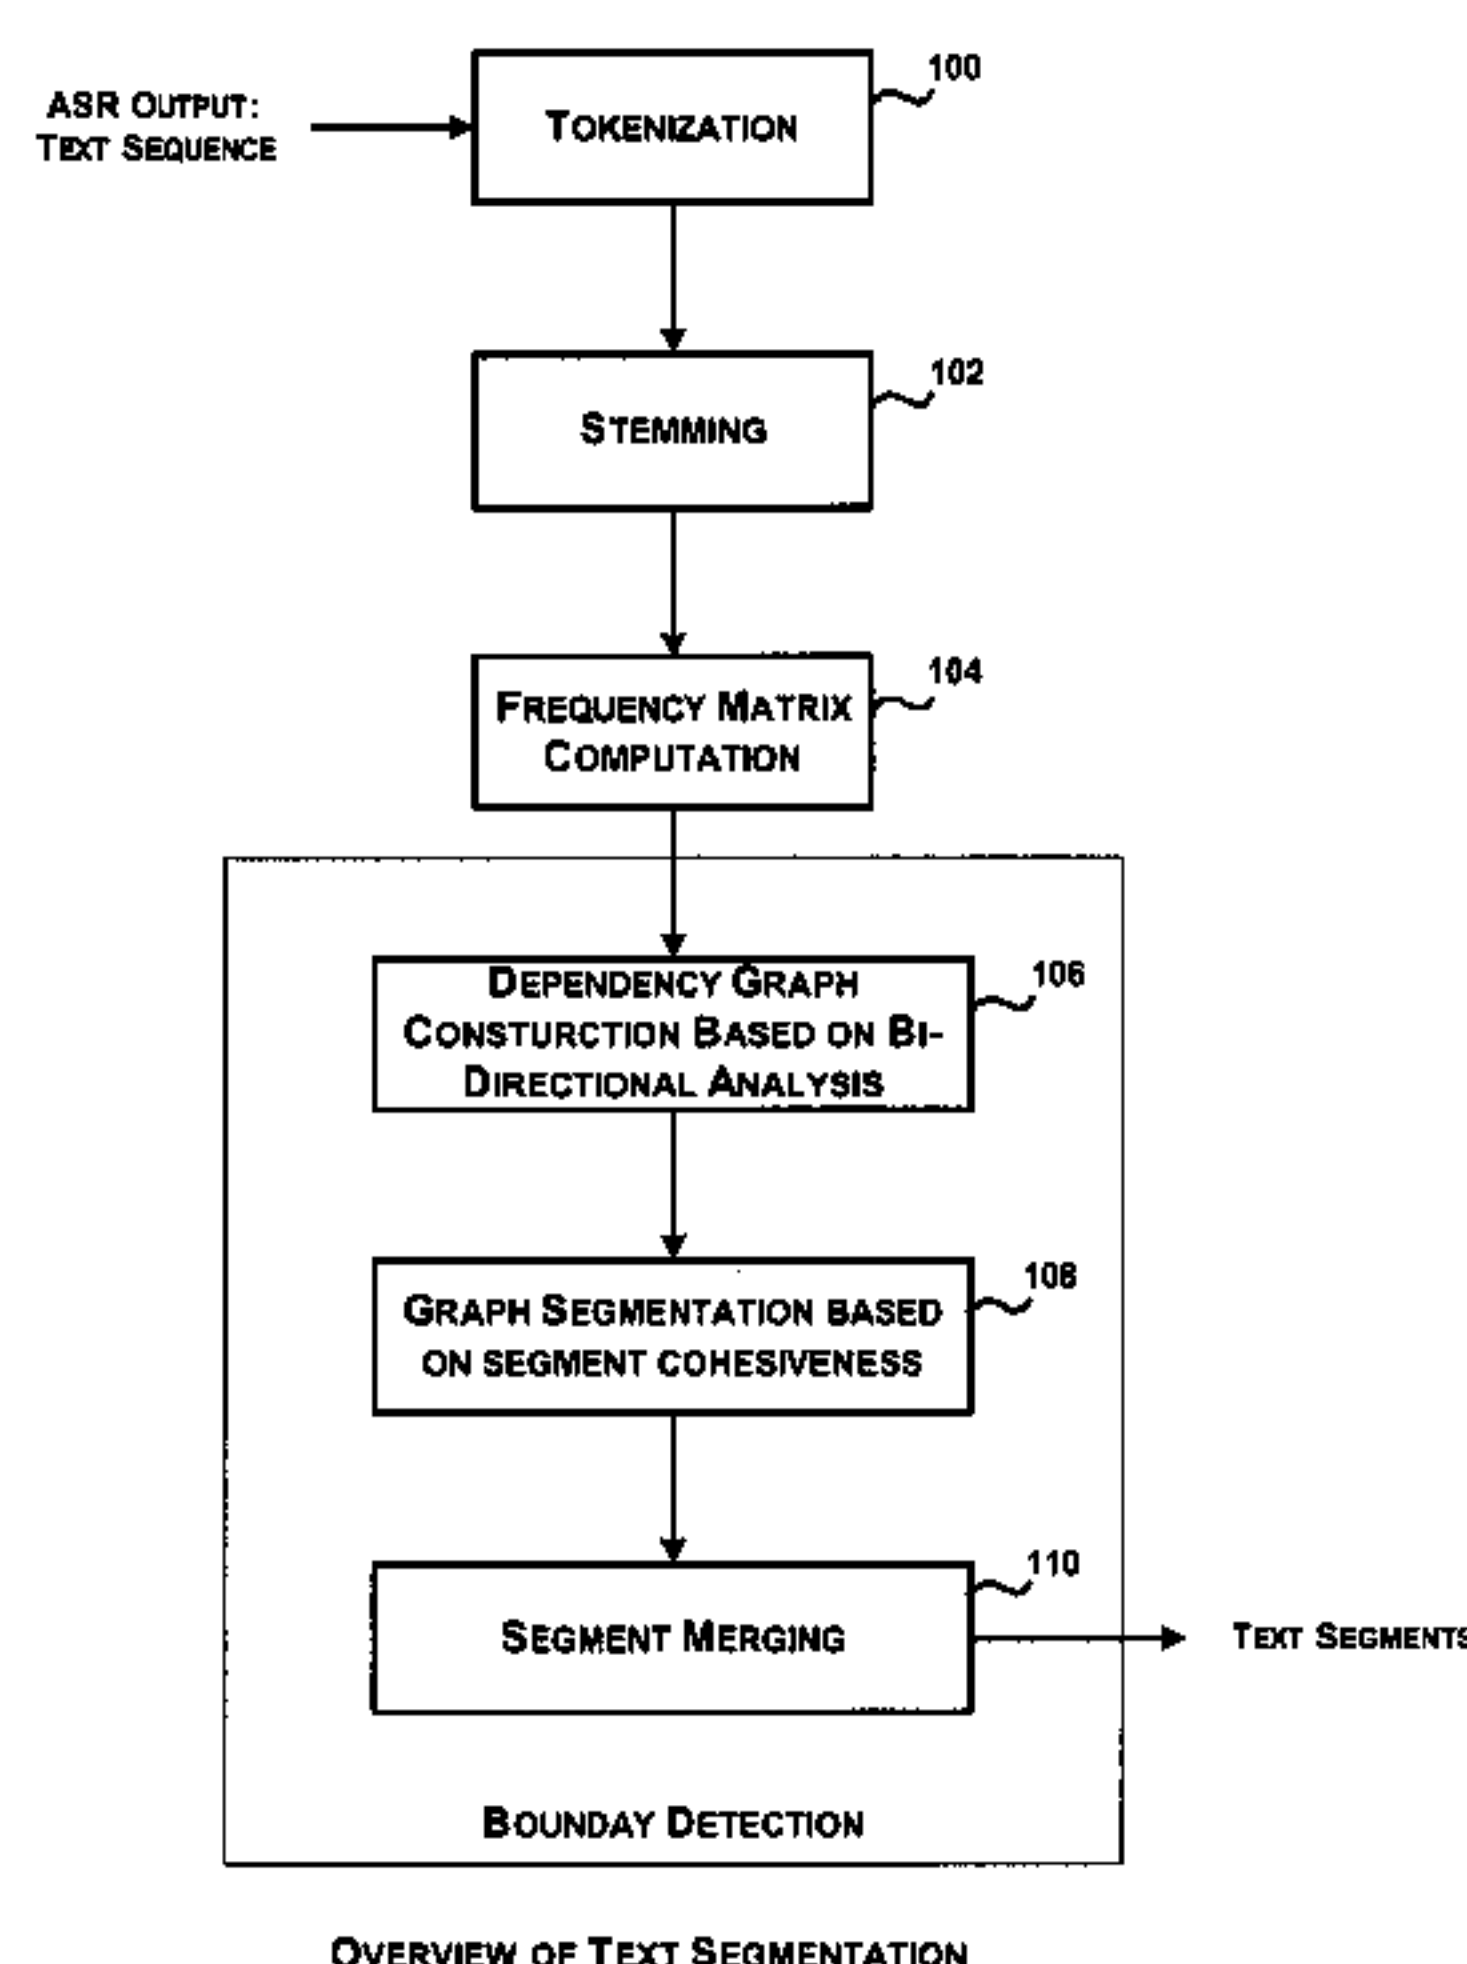 100
ASR OUTPUT:
TEXT SEQUENCE
TOKENIZATION
102
STEMMING
104
FREQUENCY MATRIX
COMPUTATION
106
DEPENDENCY GRAPH
CONSTURCTION BASED ON BI-
DIRECTIONAL ANALYSIS
108
GRAPH SEGMENTATION BASED
ON SEGMENT COHESIVENESS
110
SEGMENT MERGING
TEXT SEGMENTS
BOUNDAY DETECTION
OVERVIEW OF TEXT SEGMENTATION